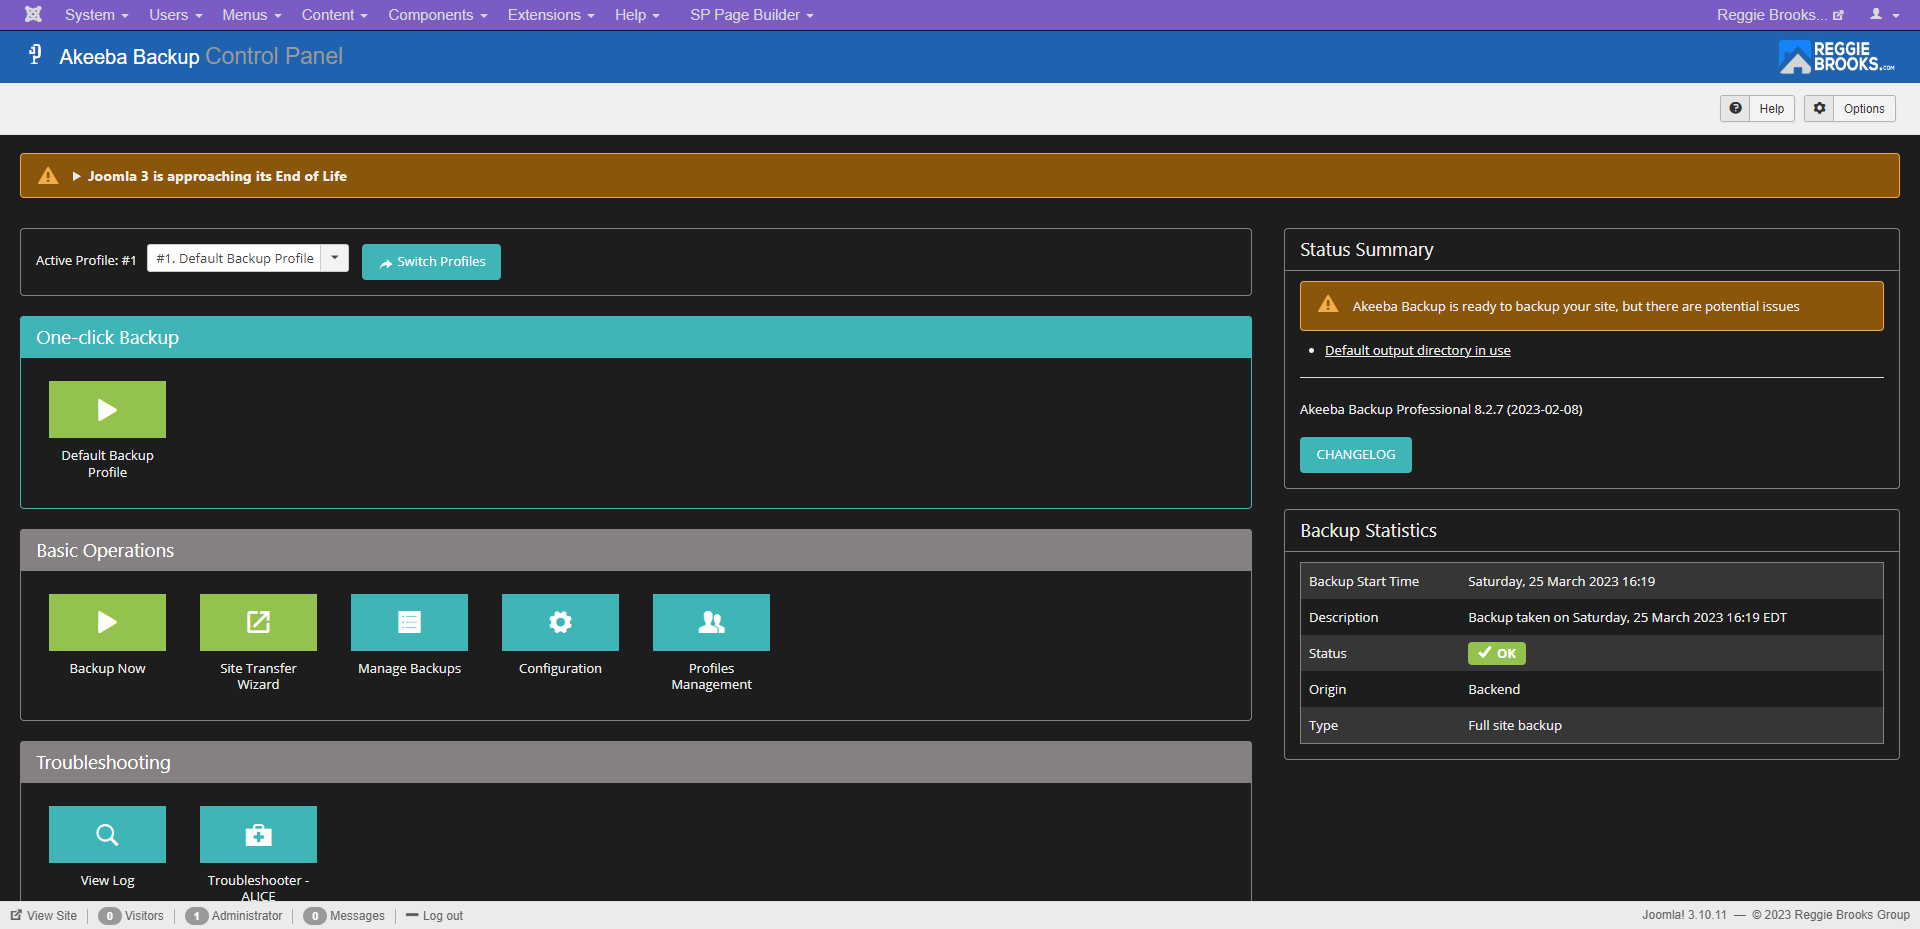 System Users Menus Content Components Extensions Help SP Page Builder Reggie Brooks...
Akeeba Backup Control Panel
REGGIE
BROOKS.COM
Help Options
Joomla 3 is approaching its End of Life
Active Profile: #1 #1. Default Backup Profile Switch Profiles
One-click Backup
Default Backup
Profile
Basic Operations
Backup Now
Site Transfer
Wizard
Manage Backups
Configuration
Profiles
Management
Troubleshooting
View Log
Troubleshooter -
ALICE
Status Summary
Akeeba Backup is ready to backup your site, but there are potential issues
Default output directory in use
Akeeba Backup Professional 8.2.7 (2023-02-08)
CHANGELOG
Backup Statistics
Backup Start Time Saturday, 25 March 2023 16:19
Description Backup taken on Saturday, 25 March 2023 16:19 EDT
Status OK
Origin Backend
Type Full site backup
View Site 0 Visitors 1 Administrator 0 Messages Log out
Joomla! 3.10.11 — © 2023 Reggie Brooks Group